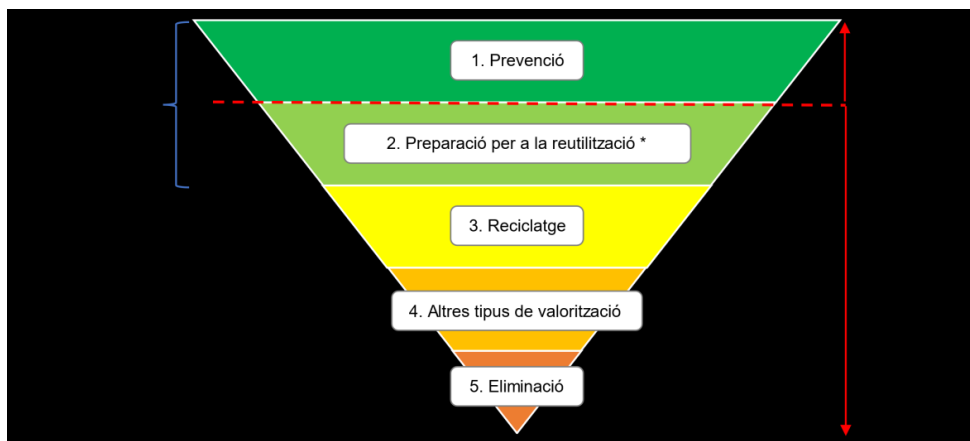 1. Prevenció
2. Preparació per a la reutilització *
3. Reciclatge
4. Altres tipus de valorització
5. Eliminació